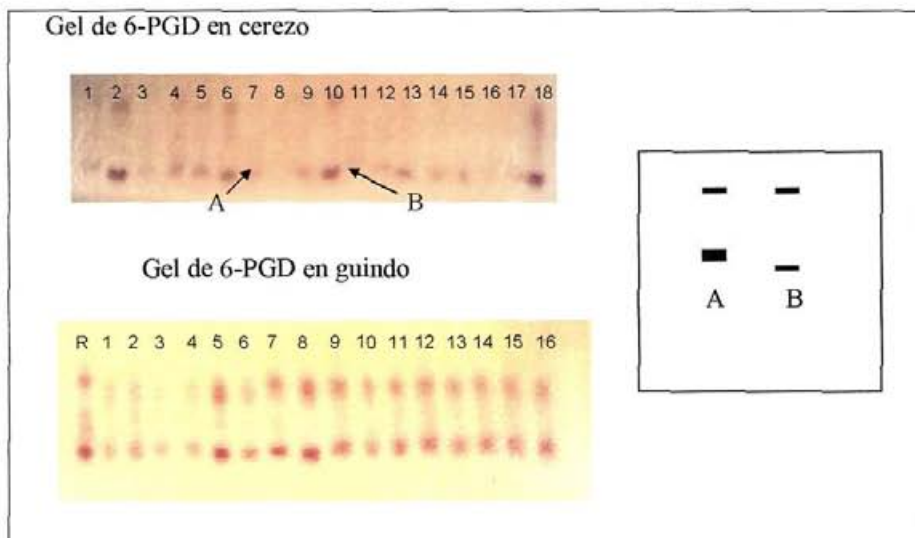 Gel de 6-PGD en cerezo
1 2 3 4 5 6 7 8 9 10 11 12 13 14 15 16 17 18
A B
Gel de 6-PGD en guindo
R 1 2 3 4 5 6 7 8 9 10 11 12 13 14 15 16
A B